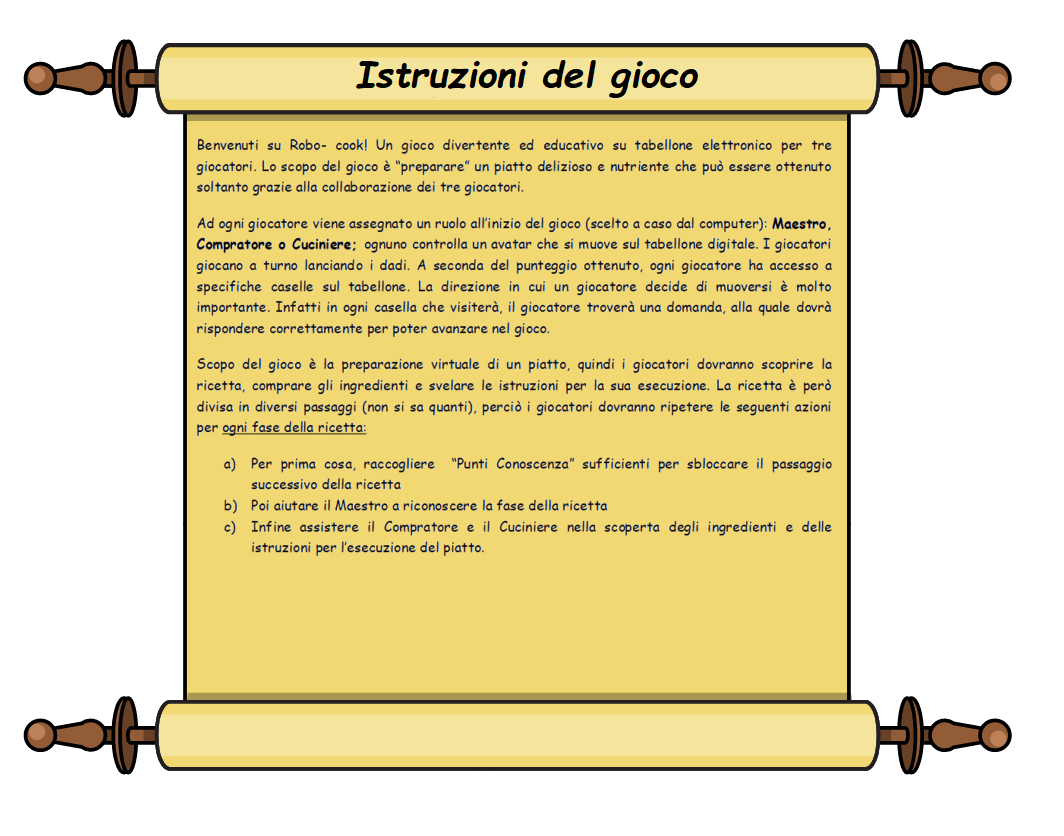 Istruzioni del gioco
Benvenuti su Robo- cook! Un gioco divertente ed educativo su tabellone elettronico per tre
giocatori. Lo scopo del gioco è “preparare” un piatto delizioso e nutriente che può essere ottenuto
soltanto grazie alla collaborazione dei tre giocatori.
Ad ogni giocatore viene assegnato un ruolo all’inizio del gioco (scelto a caso dal computer): Maestro,
Compratore o Cuciniere; ognuno controlla un avatar che si muove sul tabellone digitale. I giocatori
giocano a turno lanciando i dadi. A seconda del punteggio ottenuto, ogni giocatore ha accesso a
specifiche caselle sul tabellone. La direzione in cui un giocatore decide di muoversi è molto
importante. Infatti in ogni casella che visiterà, il giocatore troverà una domanda, alla quale dovrà
rispondere correttamente per poter avanzare nel gioco.
Scopo del gioco è la preparazione virtuale di un piatto, quindi i giocatori dovranno scoprire la
ricetta, comprare gli ingredienti e svelare le istruzioni per la sua esecuzione. La ricetta è però
divisa in diversi passaggi (non si sa quanti), perciò i giocatori dovranno ripetere le seguenti azioni
per ogni fase della ricetta:
a) Per prima cosa, raccogliere “Punti Conoscenza” sufficienti per sbloccare il passaggio
successivo della ricetta
b) Poi aiutare il Maestro a riconoscere la fase della ricetta
c) Infine assistere il Compratore e il Cuciniere nella scoperta degli ingredienti e delle
istruzioni per l’esecuzione del piatto.